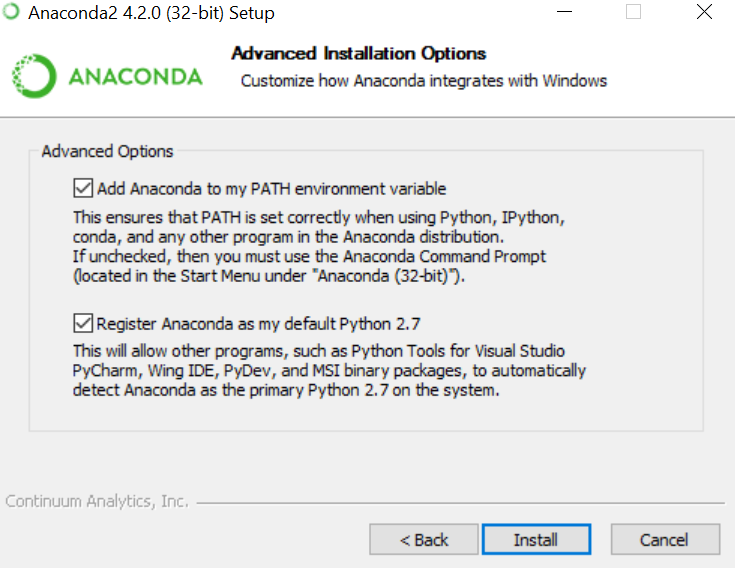 Anaconda2 4.2.0 (32-bit) Setup
ANACONDA
Advanced Installation Options
Customize how Anaconda integrates with Windows
Advanced Options
Add Anaconda to my PATH environment variable
This ensures that PATH is set correctly when using Python, IPython,
conda, and any other program in the Anaconda distribution.
If unchecked, then you must use the Anaconda Command Prompt
(located in the Start Menu under "Anaconda (32-bit)").
Register Anaconda as my default Python 2.7
This will allow other programs, such as Python Tools for Visual Studio
PyCharm, Wing IDE, PyDev, and MSI binary packages, to automatically
detect Anaconda as the primary Python 2.7 on the system.
Continuum Analytics, Inc.
< Back Install Cancel